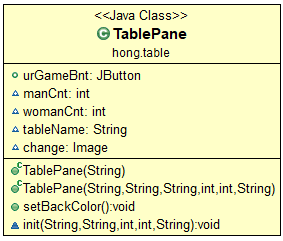 <<Java Class>>
TablePane
hong.table
urGameBnt: JButton
manCnt: int
womanCnt: int
tableName: String
change: Image
TablePane(String)
TablePane(String,String,String,int,int,String)
setBackColor():void
init(String,String,int,int,String):void